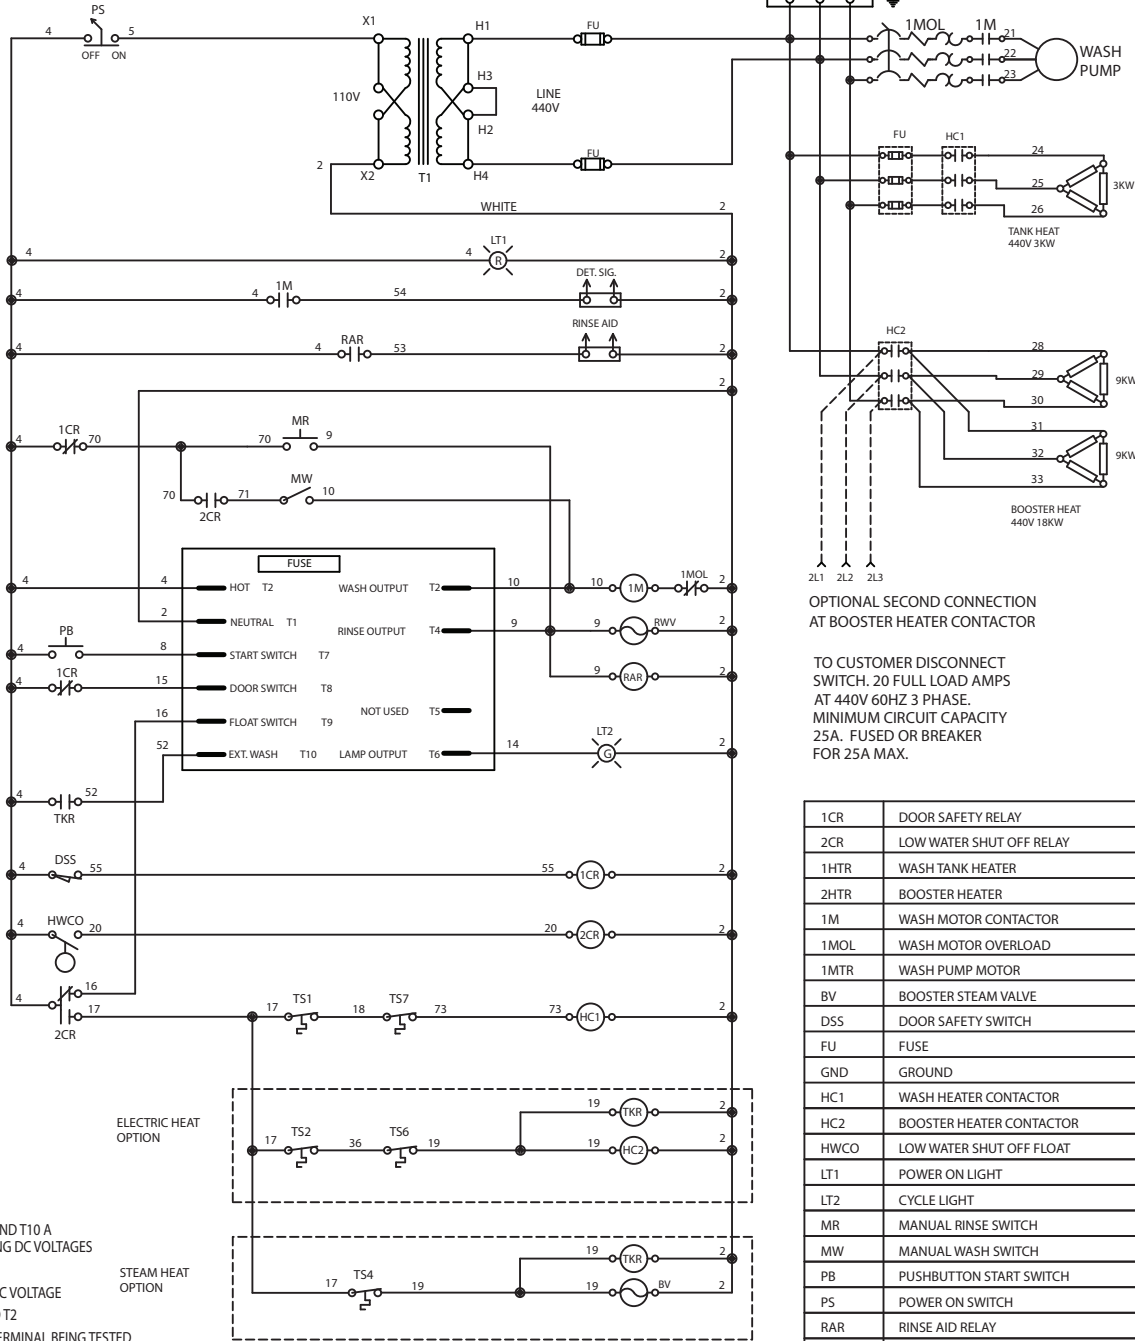 PS
4
5
OFF ON
X1
H1
FU
110V
H3
LINE
440V
H2
X2
T1
H4
FU
2
WHITE
2
1MOL
1M
21
22
23
WASH
PUMP
FU
HC1
24
25
26
3KW
TANK HEAT
440V 3KW
4
LT1
4
R
2
DET. SIG.
4
1M
4
54
2
RINSE AID
4
RAR
4
53
2
2
HC2
28
29
30
9KW
31
32
33
9KW
BOOSTER HEAT
440V 18KW
2L1 2L2 2L3
OPTIONAL SECOND CONNECTION
AT BOOSTER HEATER CONTACTOR
TO CUSTOMER DISCONNECT
SWITCH. 20 FULL LOAD AMPS
AT 440V 60HZ 3 PHASE.
MINIMUM CIRCUIT CAPACITY
25A. FUSED OR BREAKER
FOR 25A MAX.
4
1CR
70
MR
70
9
70
2CR
71
MW
10
FUSE
4
4
HOT T2
WASH OUTPUT T2
10
10
1M
1MOL
2
2
NEUTRAL T1
RINSE OUTPUT T4
9
9
RWV
2
PB
4
8
START SWITCH T7
1CR
4
15
DOOR SWITCH T8
9
RAR
2
16
FLOAT SWITCH T9
NOT USED T5
52
EXT. WASH T10
LAMP OUTPUT T6
14
LT2
G
2
4
52
TKR
DSS
4
55
55
1CR
2
HWCO
4
20
20
2CR
2
4
16
17
2CR
17
TS1
18
TS7
73
73
HC1
2
ELECTRIC HEAT
OPTION
19
TKR
2
17
TS2
36
TS6
19
19
HC2
2
STEAM HEAT
OPTION
19
TKR
2
17
TS4
19
19
BV
2
ND T10 A
NG DC VOLTAGES
C VOLTAGE
T2
ERMINAL BEING TESTED
1CR DOOR SAFETY RELAY
2CR LOW WATER SHUT OFF RELAY
1HTR WASH TANK HEATER
2HTR BOOSTER HEATER
1M WASH MOTOR CONTACTOR
1MOL WASH MOTOR OVERLOAD
1MTR WASH PUMP MOTOR
BV BOOSTER STEAM VALVE
DSS DOOR SAFETY SWITCH
FU FUSE
GND GROUND
HC1 WASH HEATER CONTACTOR
HC2 BOOSTER HEATER CONTACTOR
HWCO LOW WATER SHUT OFF FLOAT
LT1 POWER ON LIGHT
LT2 CYCLE LIGHT
MR MANUAL RINSE SWITCH
MW MANUAL WASH SWITCH
PB PUSHBUTTON START SWITCH
PS POWER ON SWITCH
RAR RINSE AID RELAY